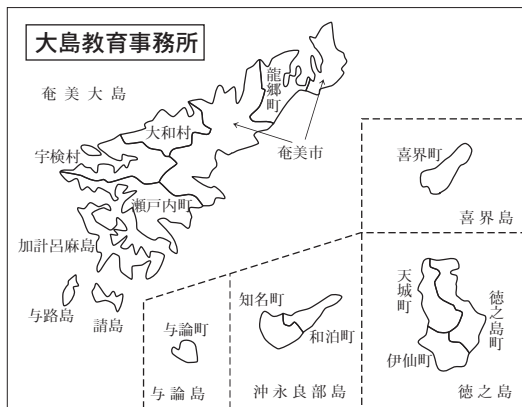 大島教育事務所
奄美大島
龍郷町
大和村
宇検村
奄美市
瀬戸内町
加計呂麻島
与路島
請島
喜界町
喜界島
知名町
和泊町
沖永良部島
与論町
与論島
天城町
徳之島町
伊仙町
徳之島